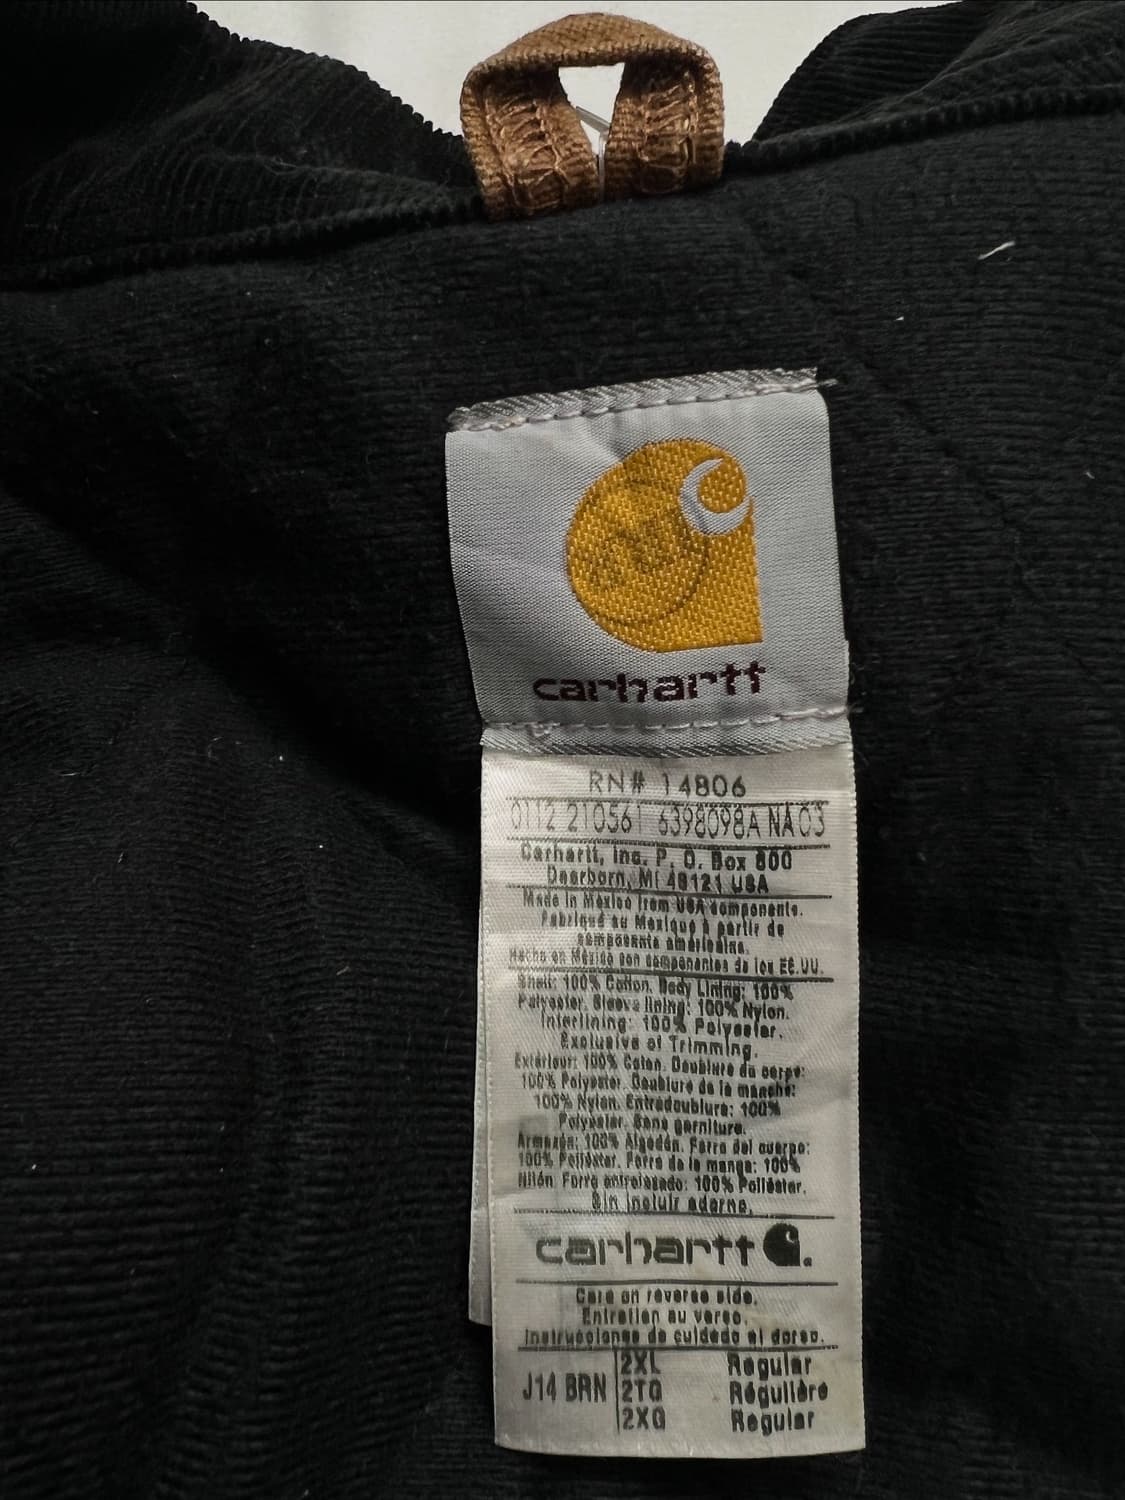 carhartt
RN# 14806
0112 210561 6398098A NA03
Carhartt, Inc. P. O. Box 600
Dearborn, MI 48121 USA
Made in Mexico from USA components.
Fabriqué au Mexique à partir de
composants américains.
Hecho en México con componentes de los EE.UU.
Shell: 100% Cotton. Body Lining: 100%
Polyester. Sleeve lining: 100% Nylon.
Interlining: 100% Polyester.
Exclusive of Trimming.
Extérieur: 100% Coton. Doublure du corps:
100% Polyester. Doublure de la manche:
100% Nylon. Entredoublure: 100%
Polyester. Sans garniture.
Armazón: 100% Algodón. Forro del cuerpo:
100% Poliéster. Forro de la manga: 100%
Nilón. Forro entrelazado: 100% Poliéster.
Sin incluir adorno.
carhartt
Care on reverse side.
Entretien au verso.
Instrucciones de cuidado al dorso.
J14 BRN 2XL Regular
2TG Régulière
2XG Regular